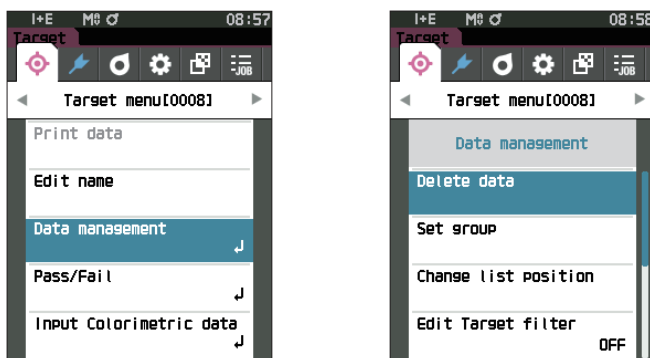 I+E M 08:57
Target
-JOB
Target menu[0008]
Print data
Edit name
Data management
Pass/Fail
Input Colorimetric data
I+E M 08:58
Target
-JOB
Target menu[0008]
Data management
Delete data
Set group
Change list position
Edit Target filter
OFF